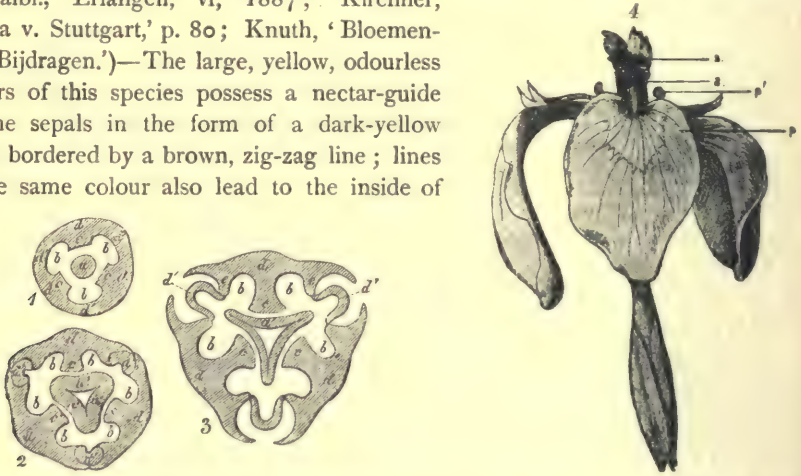 Erlangen, vi, 1887; Kirchner,
a v. Stuttgart,' p. 80; Knuth, 'Bloemen-
Bijdragen.')—The large, yellow, odourless
rs of this species possess a nectar-guide
ne sepals in the form of a dark-yellow
bordered by a brown, zig-zag line; lines
e same colour also lead to the inside of
4
s.
p'
p
1
d
b
b
b
a
2
b
b
b
b
b
b
3
d'
d'
b
b
b
b